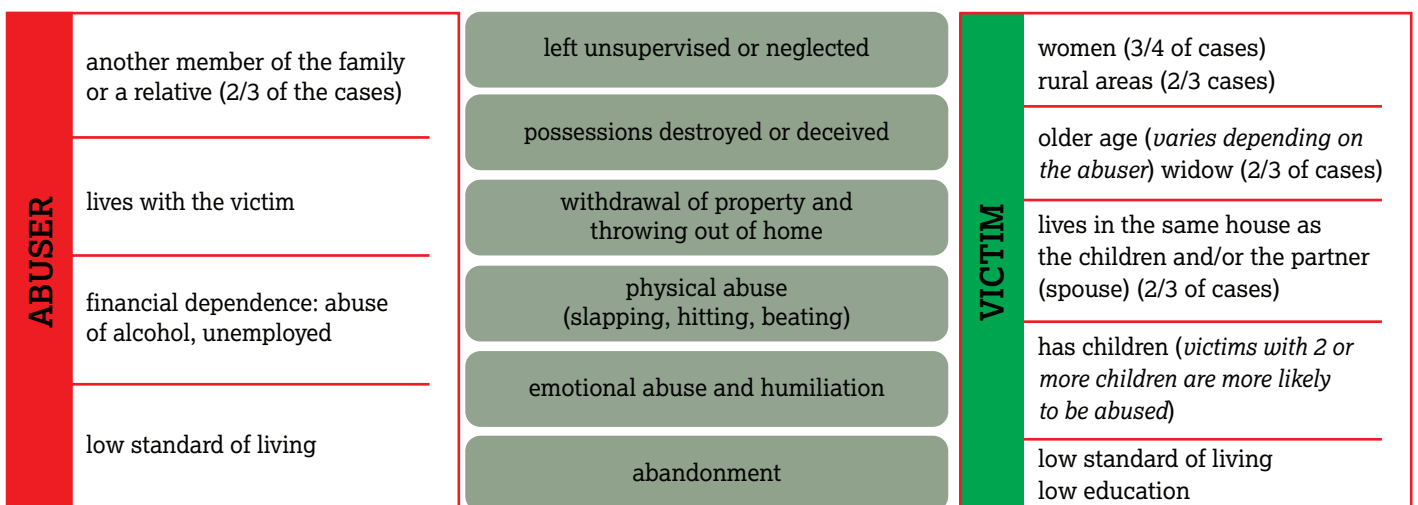 ABUSER
another member of the family
or a relative (2/3 of the cases)
lives with the victim
financial dependence: abuse
of alcohol, unemployed
low standard of living
left unsupervised or neglected
possessions destroyed or deceived
withdrawal of property and
throwing out of home
physical abuse
(slapping, hitting, beating)
emotional abuse and humiliation
abandonment
VICTIM
women (3/4 of cases)
rural areas (2/3 cases)
older age (varies depending on
the abuser) widow (2/3 of cases)
lives in the same house as
the children and/or the partner
(spouse) (2/3 of cases)
has children (victims with 2 or
more children are more likely
to be abused)
low standard of living
low education